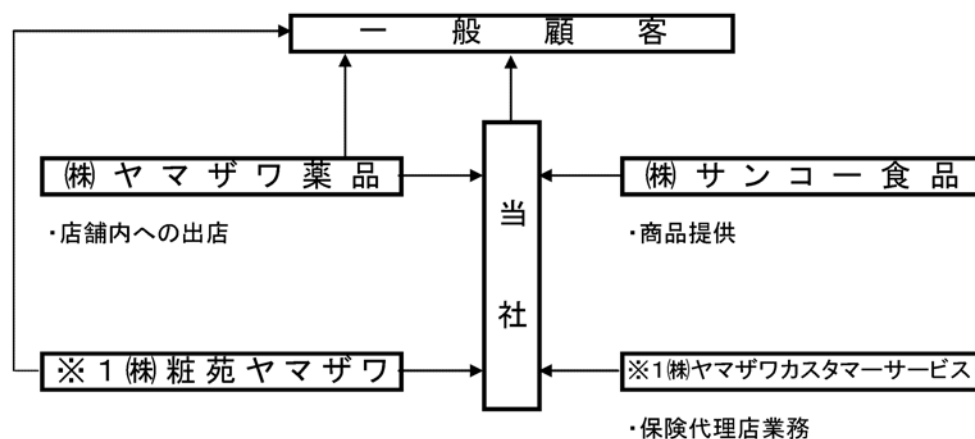 一般顧客
㈱ヤマザワ薬品
㈱サンコー食品
・店舗内への出店
・商品提供
当社
※1㈱粧苑ヤマザワ
※1㈱ヤマザワカスタマーサービス
・保険代理店業務